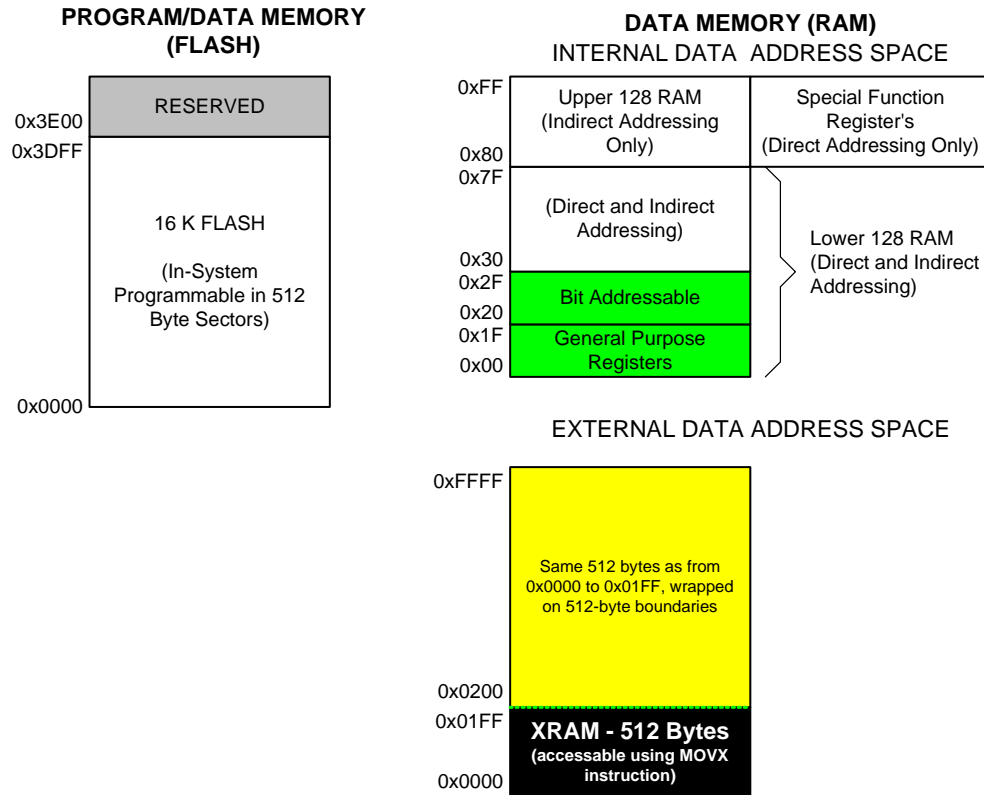 PROGRAM/DATA MEMORY
(FLASH)
RESERVED
0x3E00
0x3DFF
16 K FLASH
(In-System
Programmable in 512
Byte Sectors)
0x0000
DATA MEMORY (RAM)
INTERNAL DATA ADDRESS SPACE
0xFF
Upper 128 RAM
(Indirect Addressing
Only)
0x80
Special Function
Register's
(Direct Addressing Only)
0x7F
(Direct and Indirect
Addressing)
0x30
Lower 128 RAM
(Direct and Indirect
Addressing)
0x2F
Bit Addressable
0x20
0x1F
General Purpose
Registers
0x00
EXTERNAL DATA ADDRESS SPACE
0xFFFF
Same 512 bytes as from
0x0000 to 0x01FF, wrapped
on 512-byte boundaries
0x0200
0x01FF
XRAM - 512 Bytes
(accessable using MOVX
instruction)
0x0000